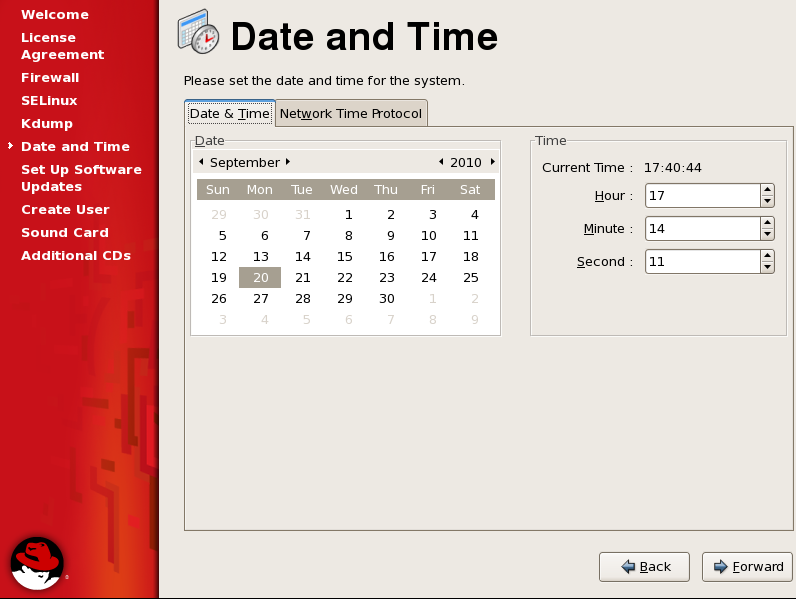 Welcome
License
Agreement
Firewall
SELinux
Kdump
Date and Time
Set Up Software
Updates
Create User
Sound Card
Additional CDs
Date and Time
Please set the date and time for the system.
Date & Time Network Time Protocol
Date
September 2010
Sun Mon Tue Wed Thu Fri Sat
29 30 31 1 2 3 4
5 6 7 8 9 10 11
12 13 14 15 16 17 18
19 20 21 22 23 24 25
26 27 28 29 30 1 2
3 4 5 6 7 8 9
Time
Current Time : 17:40:44
Hour : 17
Minute : 14
Second : 11
Back Forward